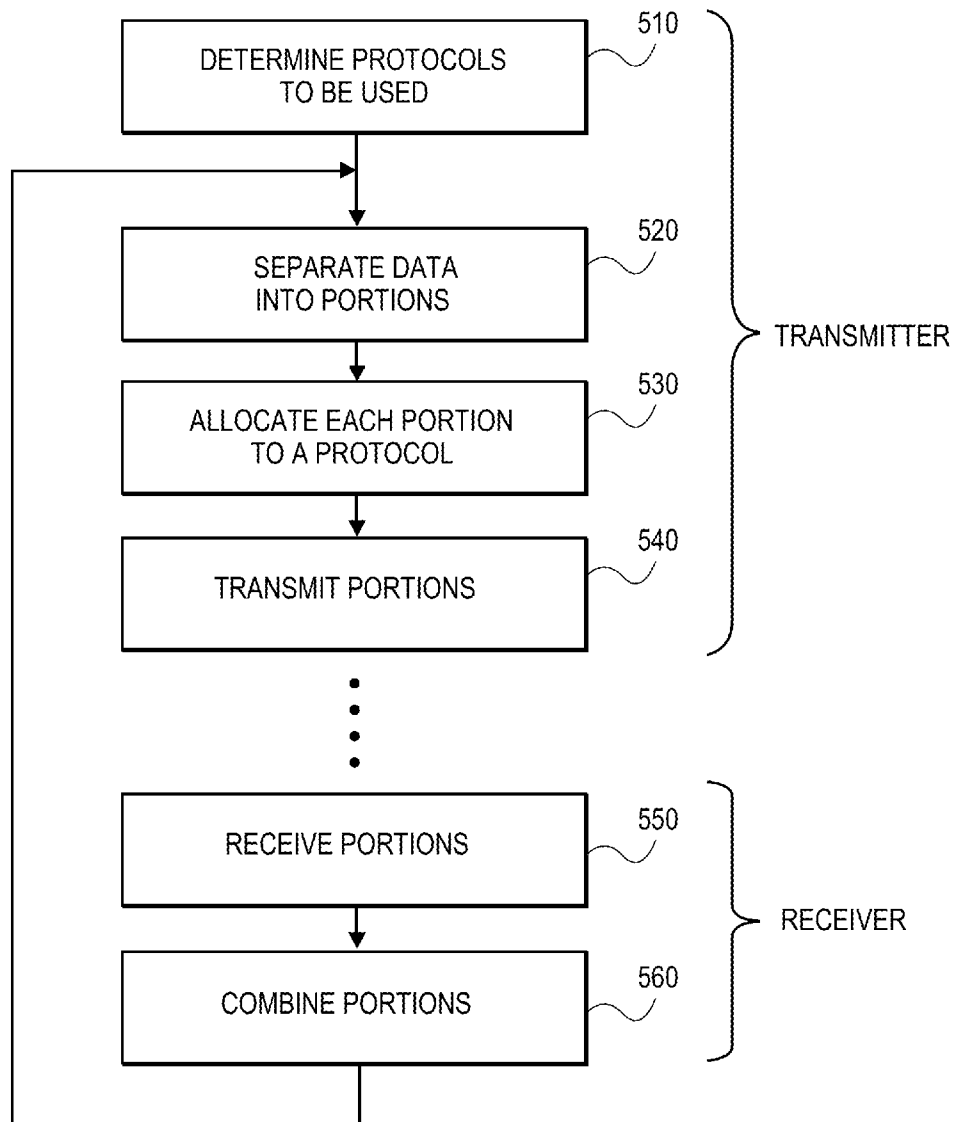 510
DETERMINE PROTOCOLS
TO BE USED
520
SEPARATE DATA
INTO PORTIONS
TRANSMITTER
530
ALLOCATE EACH PORTION
TO A PROTOCOL
540
TRANSMIT PORTIONS
550
RECEIVE PORTIONS
RECEIVER
560
COMBINE PORTIONS